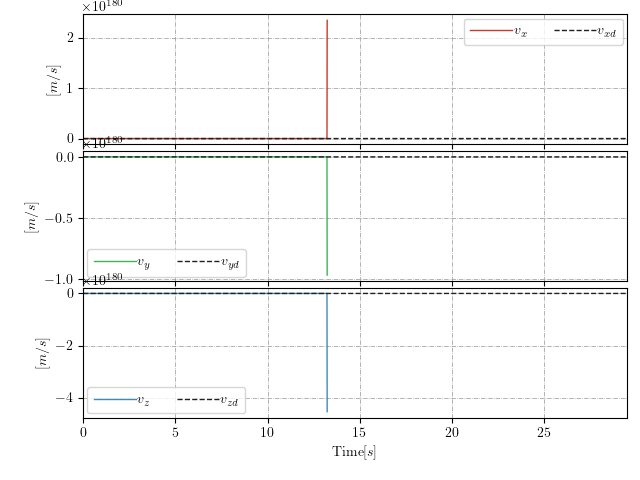 ×10^180
2
1
0
[m/s]
v_x
v_xd
×10^180
0.0
−0.5
−1.0
[m/s]
v_y
v_yd
×10^180
0
−2
−4
[m/s]
v_z
v_zd
0 5 10 15 20 25
Time[s]